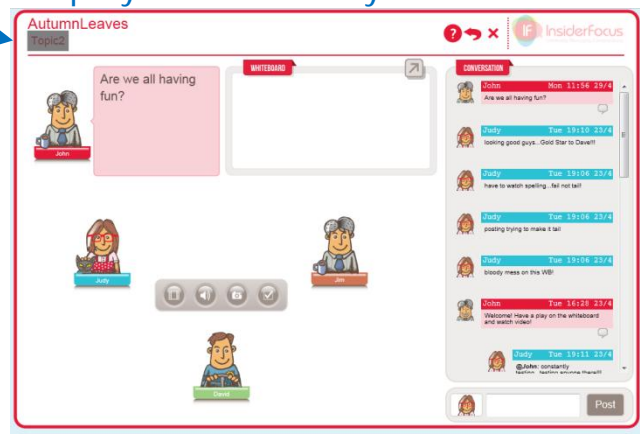 AutumnLeaves
Topic2
InsiderFocus
Are we all having
fun?
John
WHITEBOARD
Judy
Jim
David
CONVERSATION
John Mon 11:56 29/4
Are we all having fun?
Judy Tue 19:10 23/4
looking good guys...Gold Star to Dave!!!
Judy Tue 19:06 23/4
have to watch spelling...fail not tail!
Judy Tue 19:06 23/4
posting trying to make it tail
Judy Tue 19:06 23/4
bloody mess on this WB!
John Tue 16:28 23/4
Welcome! Have a play on the whiteboard
and watch video!
Judy Tue 19:11 23/4
@John: constantly
Post